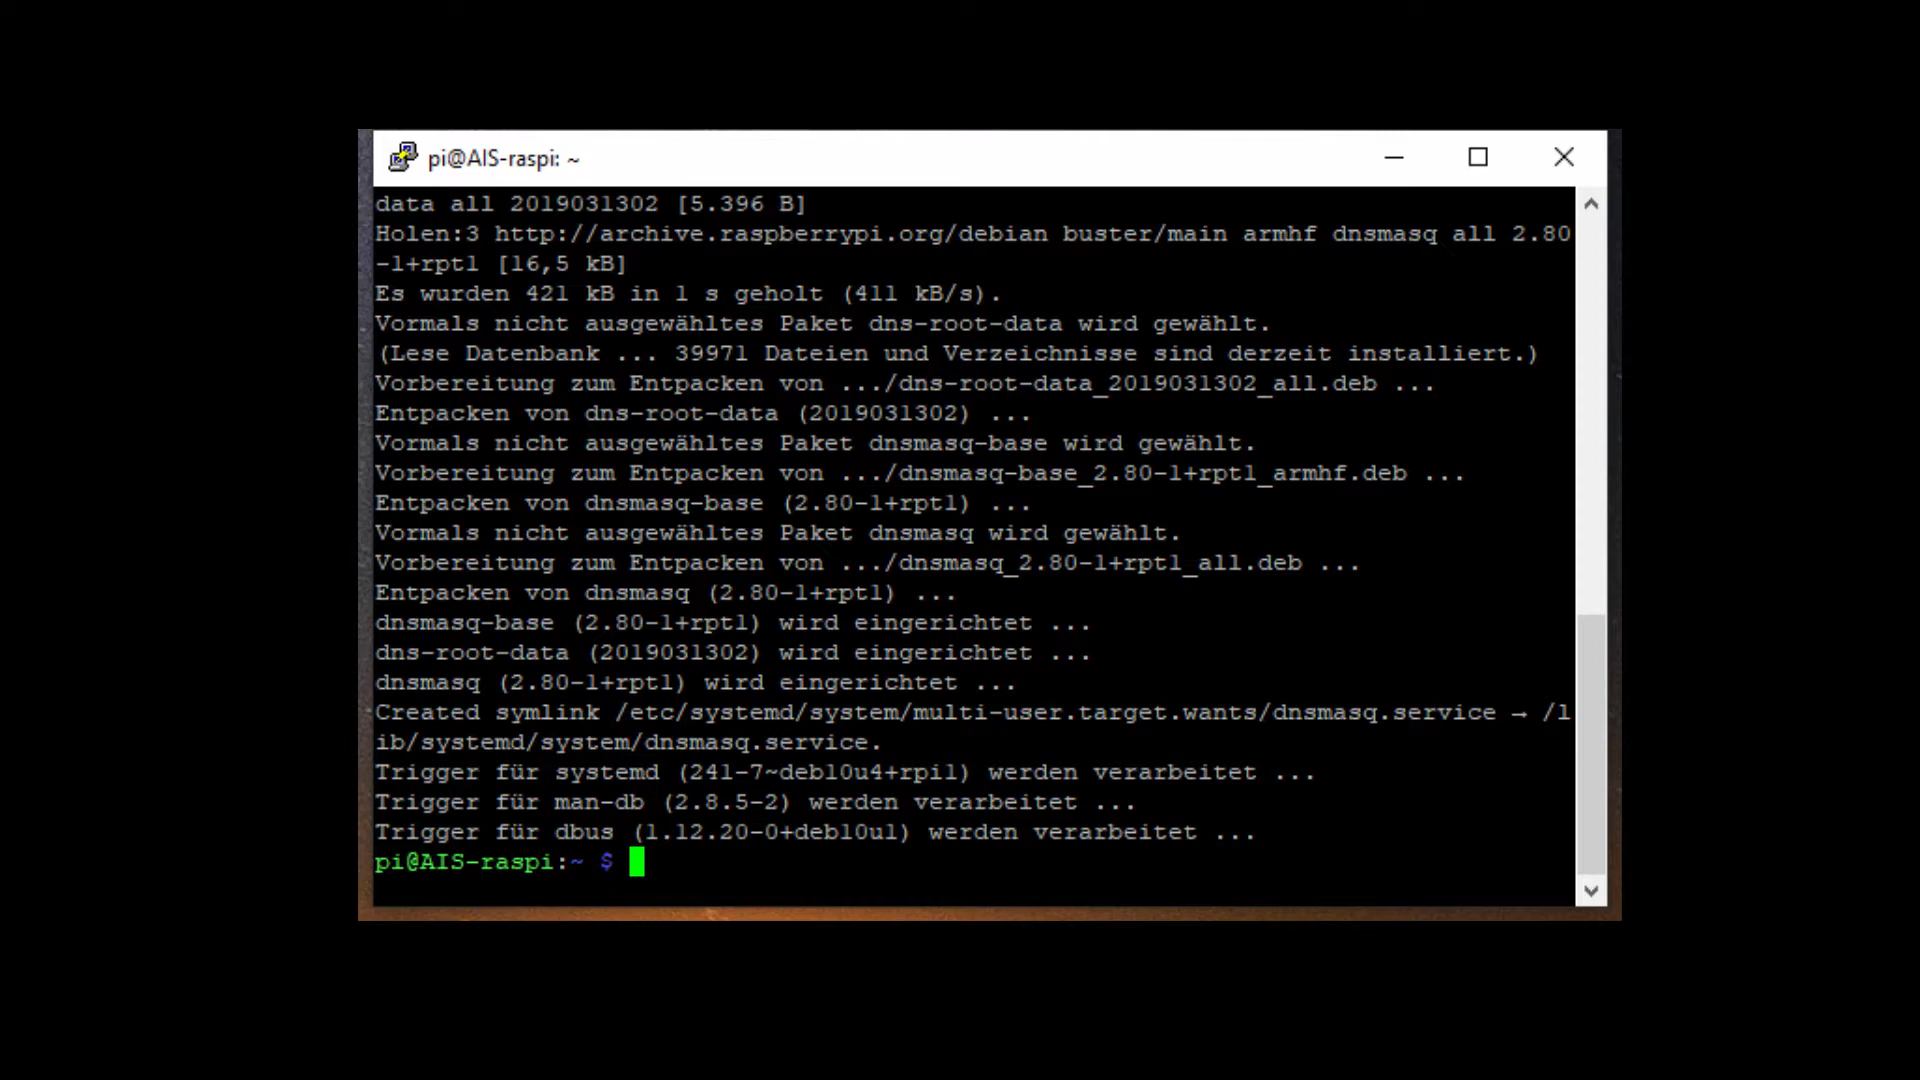 pi@AIS-raspi: ~
data all 2019031302 [5.396 B]
Holen:3 http://archive.raspberrypi.org/debian buster/main armhf dnsmasq all 2.80
-1+rpt1 [16,5 kB]
Es wurden 421 kB in 1 s geholt (411 kB/s).
Vormals nicht ausgewähltes Paket dns-root-data wird gewählt.
(Lese Datenbank ... 39971 Dateien und Verzeichnisse sind derzeit installiert.)
Vorbereitung zum Entpacken von .../dns-root-data_2019031302_all.deb ...
Entpacken von dns-root-data (2019031302) ...
Vormals nicht ausgewähltes Paket dnsmasq-base wird gewählt.
Vorbereitung zum Entpacken von .../dnsmasq-base_2.80-1+rpt1_armhf.deb ...
Entpacken von dnsmasq-base (2.80-1+rpt1) ...
Vormals nicht ausgewähltes Paket dnsmasq wird gewählt.
Vorbereitung zum Entpacken von .../dnsmasq_2.80-1+rpt1_all.deb ...
Entpacken von dnsmasq (2.80-1+rpt1) ...
dnsmasq-base (2.80-1+rpt1) wird eingerichtet ...
dns-root-data (2019031302) wird eingerichtet ...
dnsmasq (2.80-1+rpt1) wird eingerichtet ...
Created symlink /etc/systemd/system/multi-user.target.wants/dnsmasq.service → /l
ib/systemd/system/dnsmasq.service.
Trigger für systemd (241-7~deb10u4+rpi1) werden verarbeitet ...
Trigger für man-db (2.8.5-2) werden verarbeitet ...
Trigger für dbus (1.12.20-0+deb10u1) werden verarbeitet ...
pi@AIS-raspi:~ $